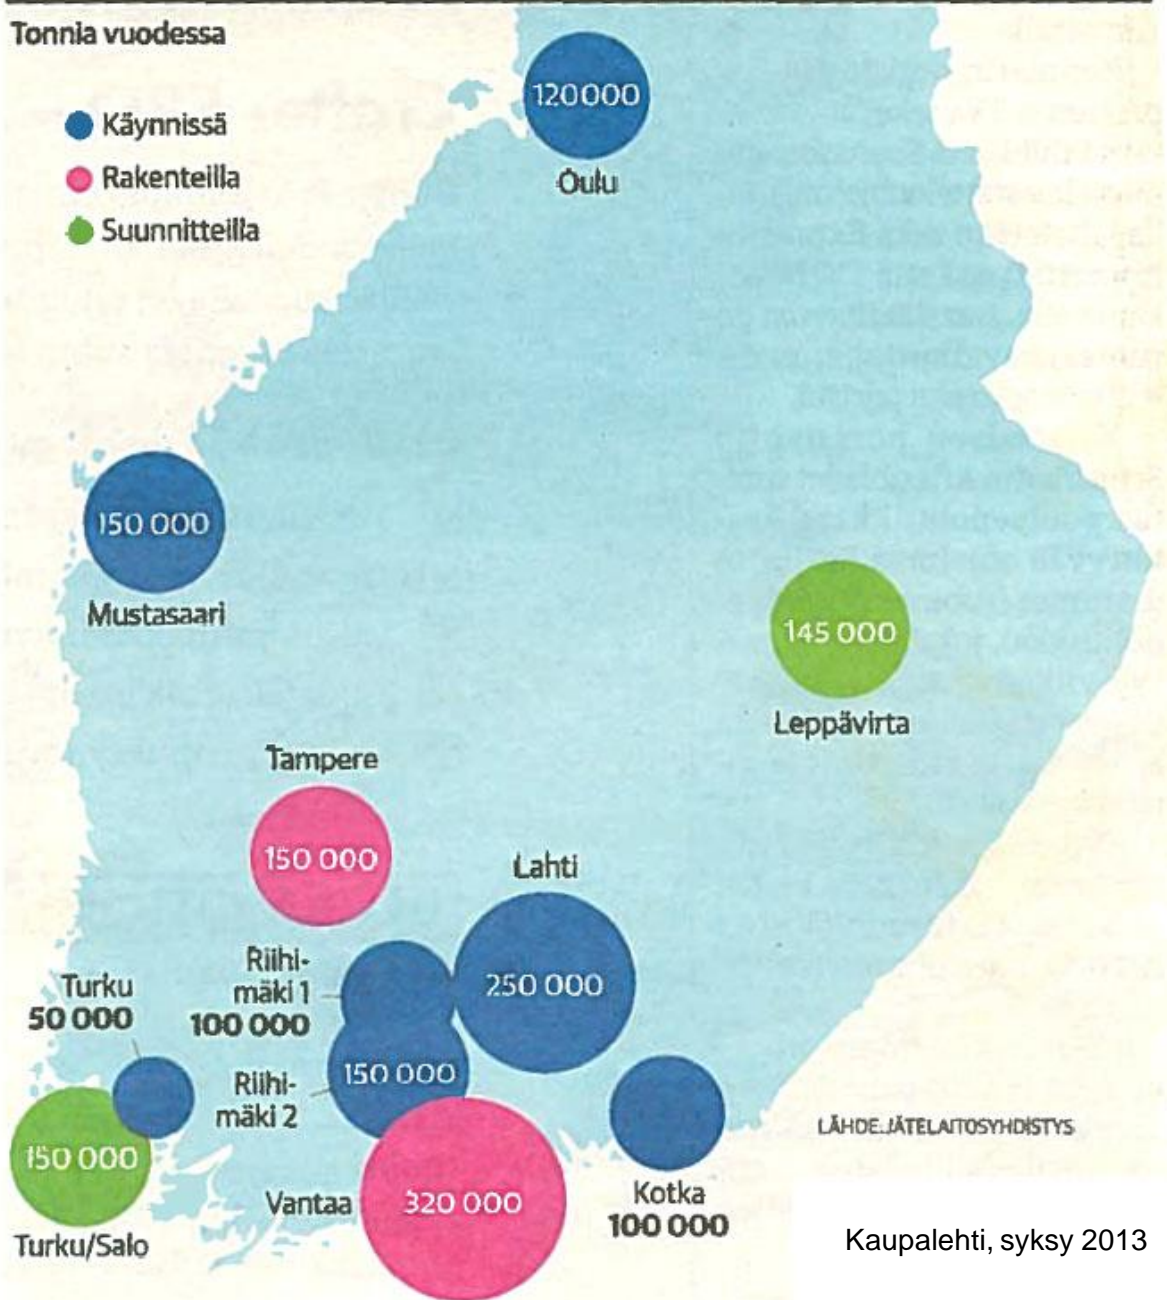 Tonnia vuodessa
Käynnissä
Rakenteilla
Suunnitteilla
120000
Oulu
150 000
Mustasaari
145 000
Leppävirta
Tampere
150 000
Lahti
250 000
Riihi-
mäki 1
100 000
Turku
50 000
Riihi-
mäki 2
150 000
150 000
Turku/Salo
Vantaa
320 000
Kotka
100 000
LÄHDE: JÄTELAITOSYHDISTYS
Kaupalehti, syksy 2013